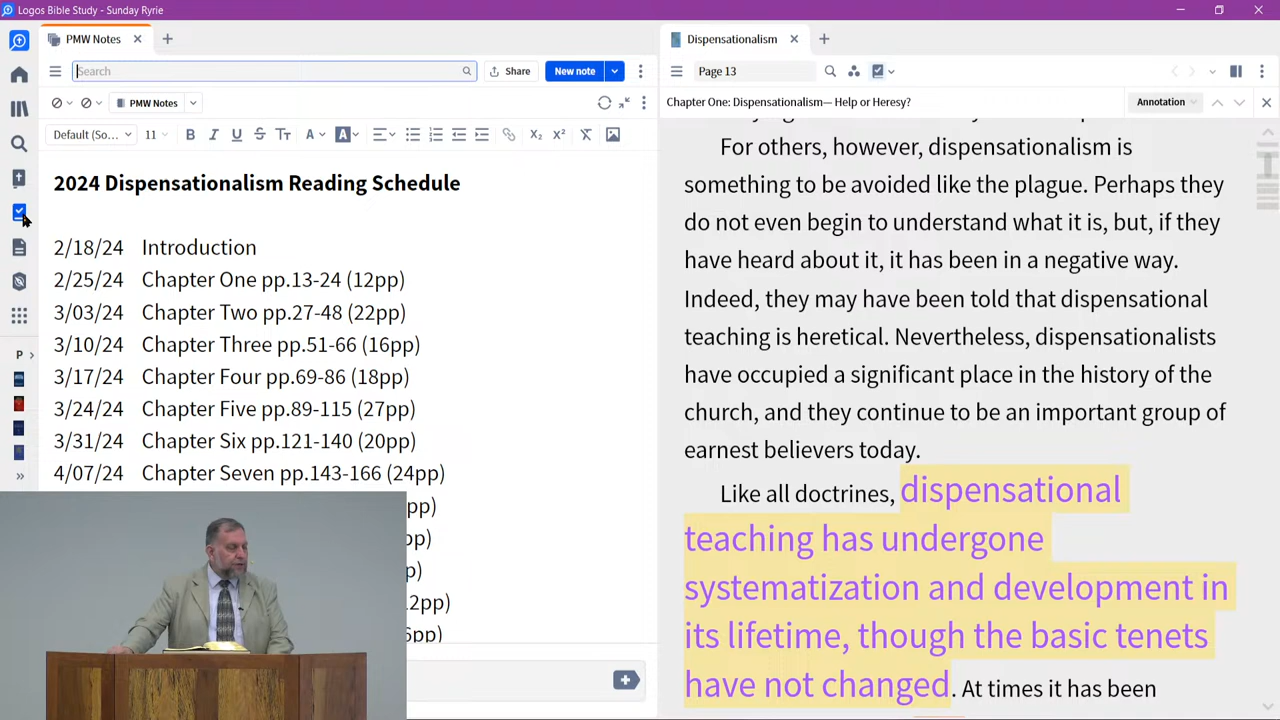 Logos Bible Study - Sunday Ryrie
PMW Notes
Search
Share
New note
PMW Notes
Default (So...
11
2024 Dispensationalism Reading Schedule
2/18/24 Introduction
2/25/24 Chapter One pp.13-24 (12pp)
3/03/24 Chapter Two pp.27-48 (22pp)
3/10/24 Chapter Three pp.51-66 (16pp)
3/17/24 Chapter Four pp.69-86 (18pp)
3/24/24 Chapter Five pp.89-115 (27pp)
3/31/24 Chapter Six pp.121-140 (20pp)
4/07/24 Chapter Seven pp.143-166 (24pp)
Dispensationalism
Page 13
Chapter One: Dispensationalism— Help or Heresy?
Annotation
For others, however, dispensationalism is
something to be avoided like the plague. Perhaps they
do not even begin to understand what it is, but, if they
have heard about it, it has been in a negative way.
Indeed, they may have been told that dispensational
teaching is heretical. Nevertheless, dispensationalists
have occupied a significant place in the history of the
church, and they continue to be an important group of
earnest believers today.
Like all doctrines, dispensational
teaching has undergone
systematization and development in
its lifetime, though the basic tenets
have not changed. At times it has been